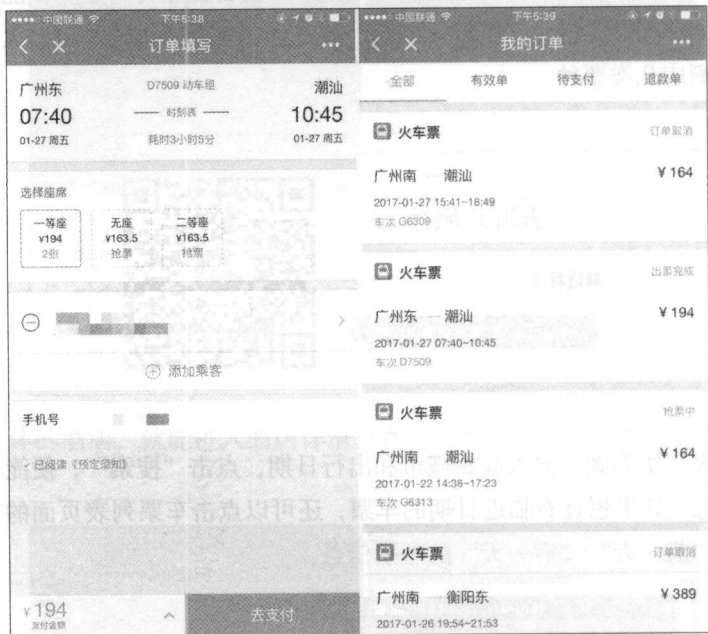 中国联通 下午5:38
订单填写
广州东 D7509 动车组 潮汕
07:40 时刻表 10:45
01-27 周五 耗时3小时5分 01-27 周五
选择座席
一等座 无座 二等座
¥194 ¥163.5 ¥163.5
2张 抢票 抢票
添加乘客
手机号
已阅读《预定须知》
¥194
支付金额
去支付
中国联通 下午5:39
我的订单
全部 有效单 待支付 退款单
火车票 订单取消
广州南 潮汕 ¥164
2017-01-27 15:41~18:49
车次 G6309
火车票 出票完成
广州东 潮汕 ¥194
2017-01-27 07:40~10:45
车次 D7509
火车票 抢票中
广州南 潮汕 ¥164
2017-01-22 14:38~17:23
车次 G6313
火车票 订单取消
广州南 衡阳东 ¥389
2017-01-26 19:54~21:53